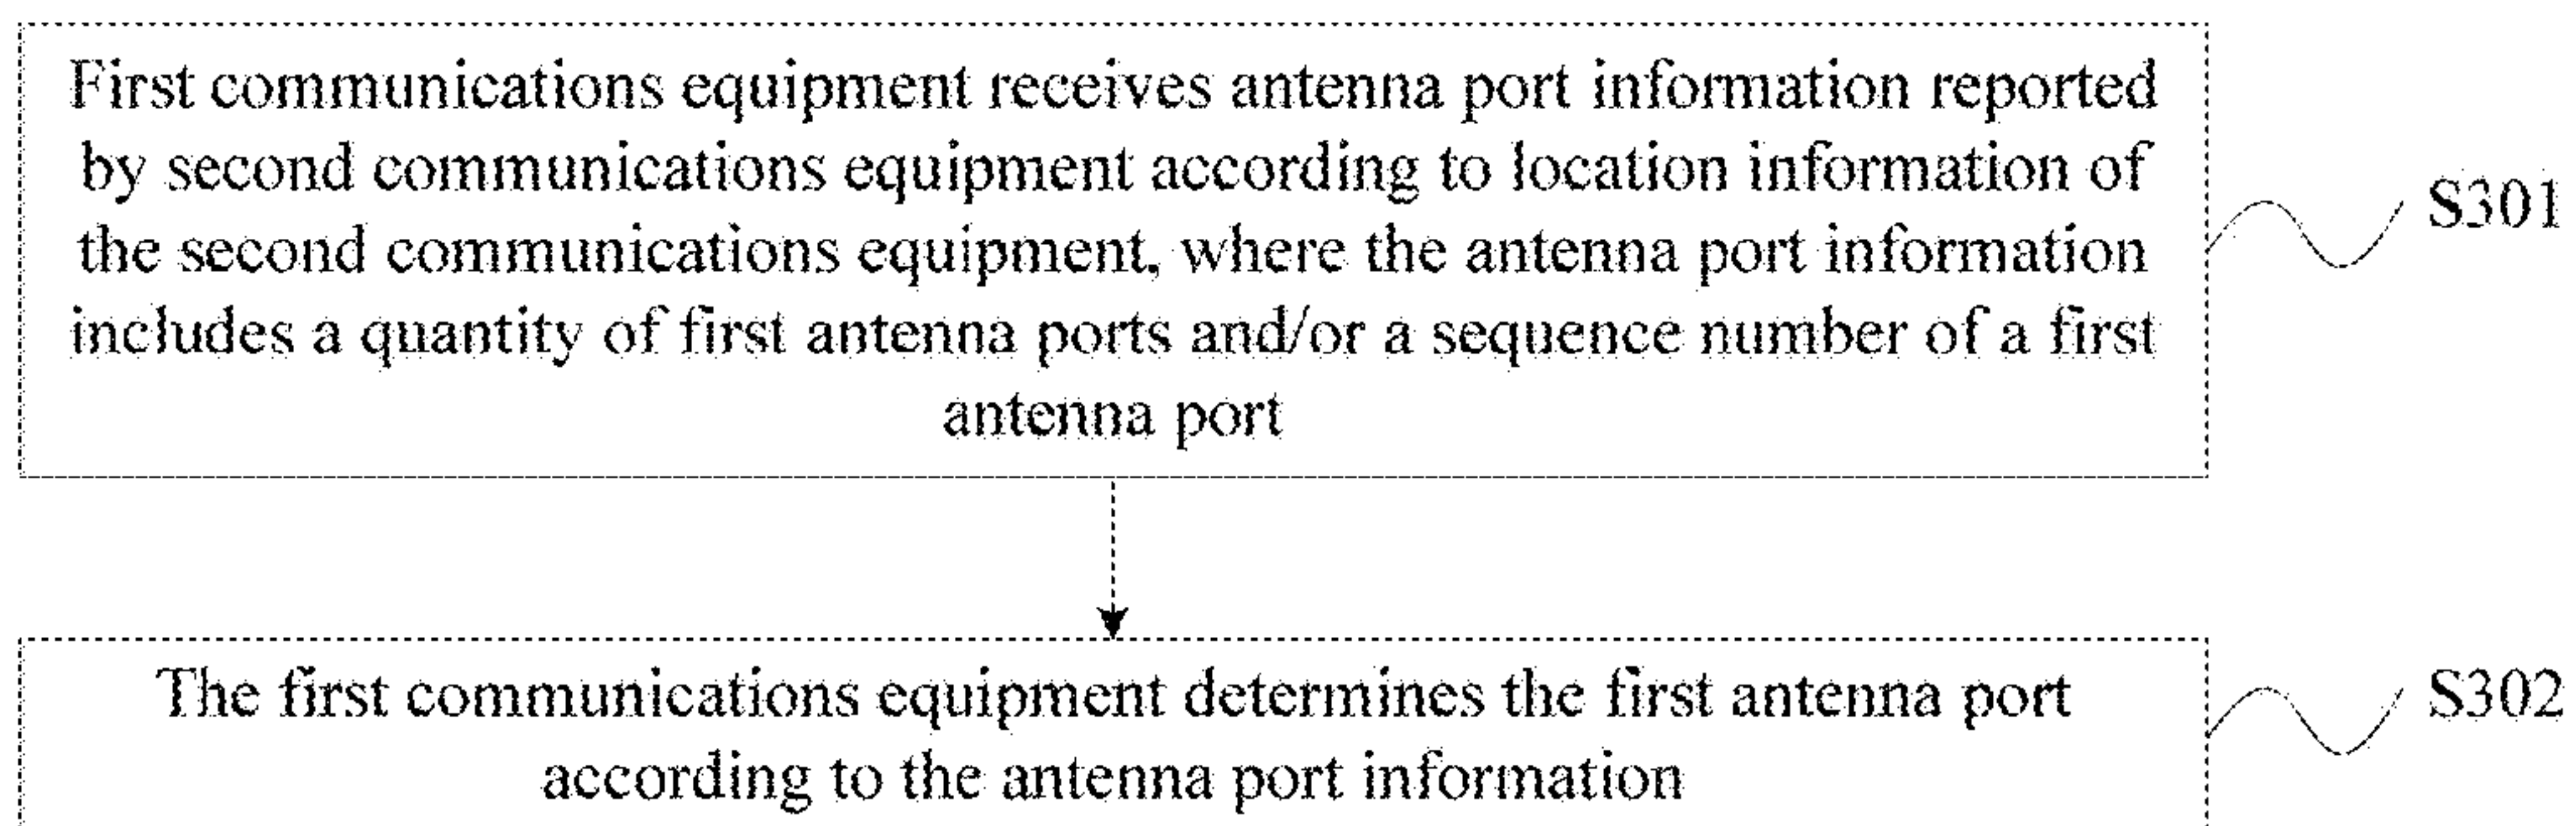 First communications equipment receives antenna port information reported
by second communications equipment according to location information of
the second communications equipment, where the antenna port information
includes a quantity of first antenna ports and/or a sequence number of a first
antenna port
S301
The first communications equipment determines the first antenna port
according to the antenna port information
S302